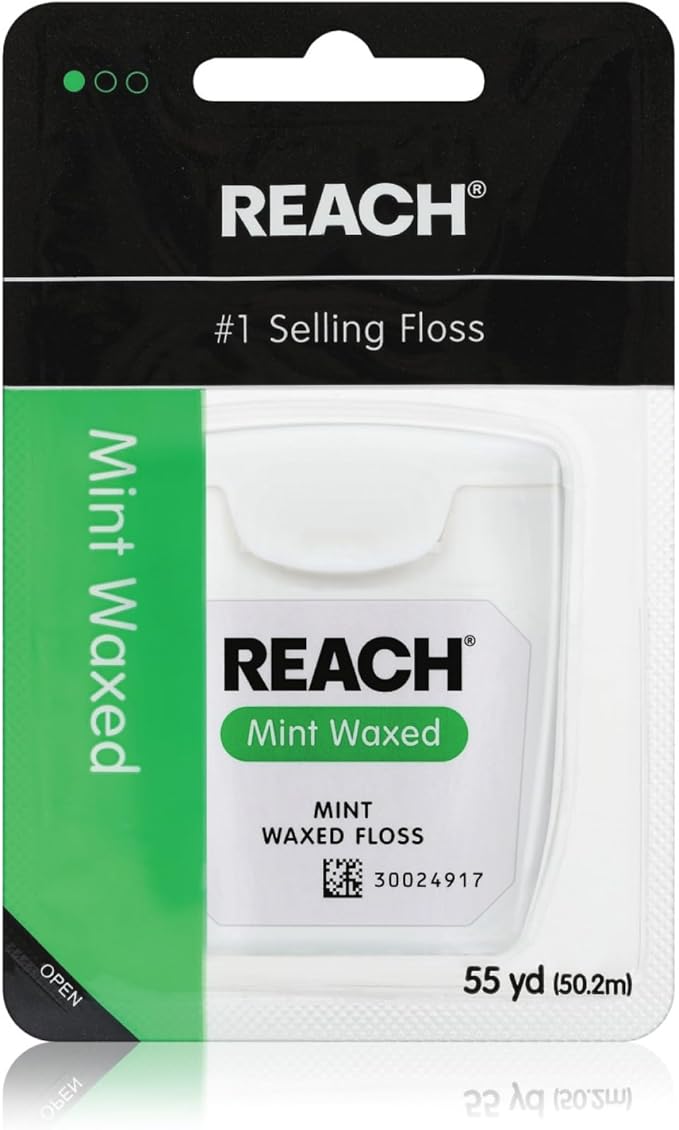 REACH®
#1 Selling Floss
Mint Waxed
REACH®
Mint Waxed
MINT
WAXED FLOSS
30024917
OPEN
55 yd (50.2m)